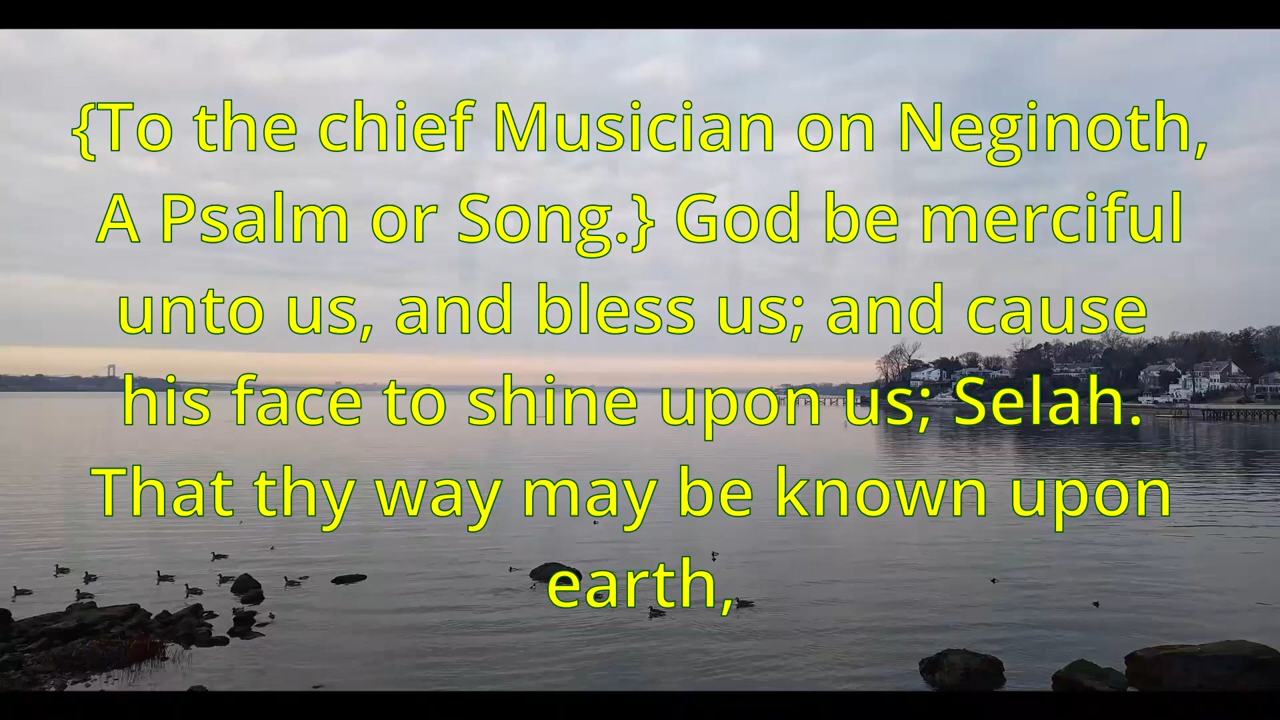 {To the chief Musician on Neginoth,
A Psalm or Song.} God be merciful
unto us, and bless us; and cause
his face to shine upon us; Selah.
That thy way may be known upon
earth,